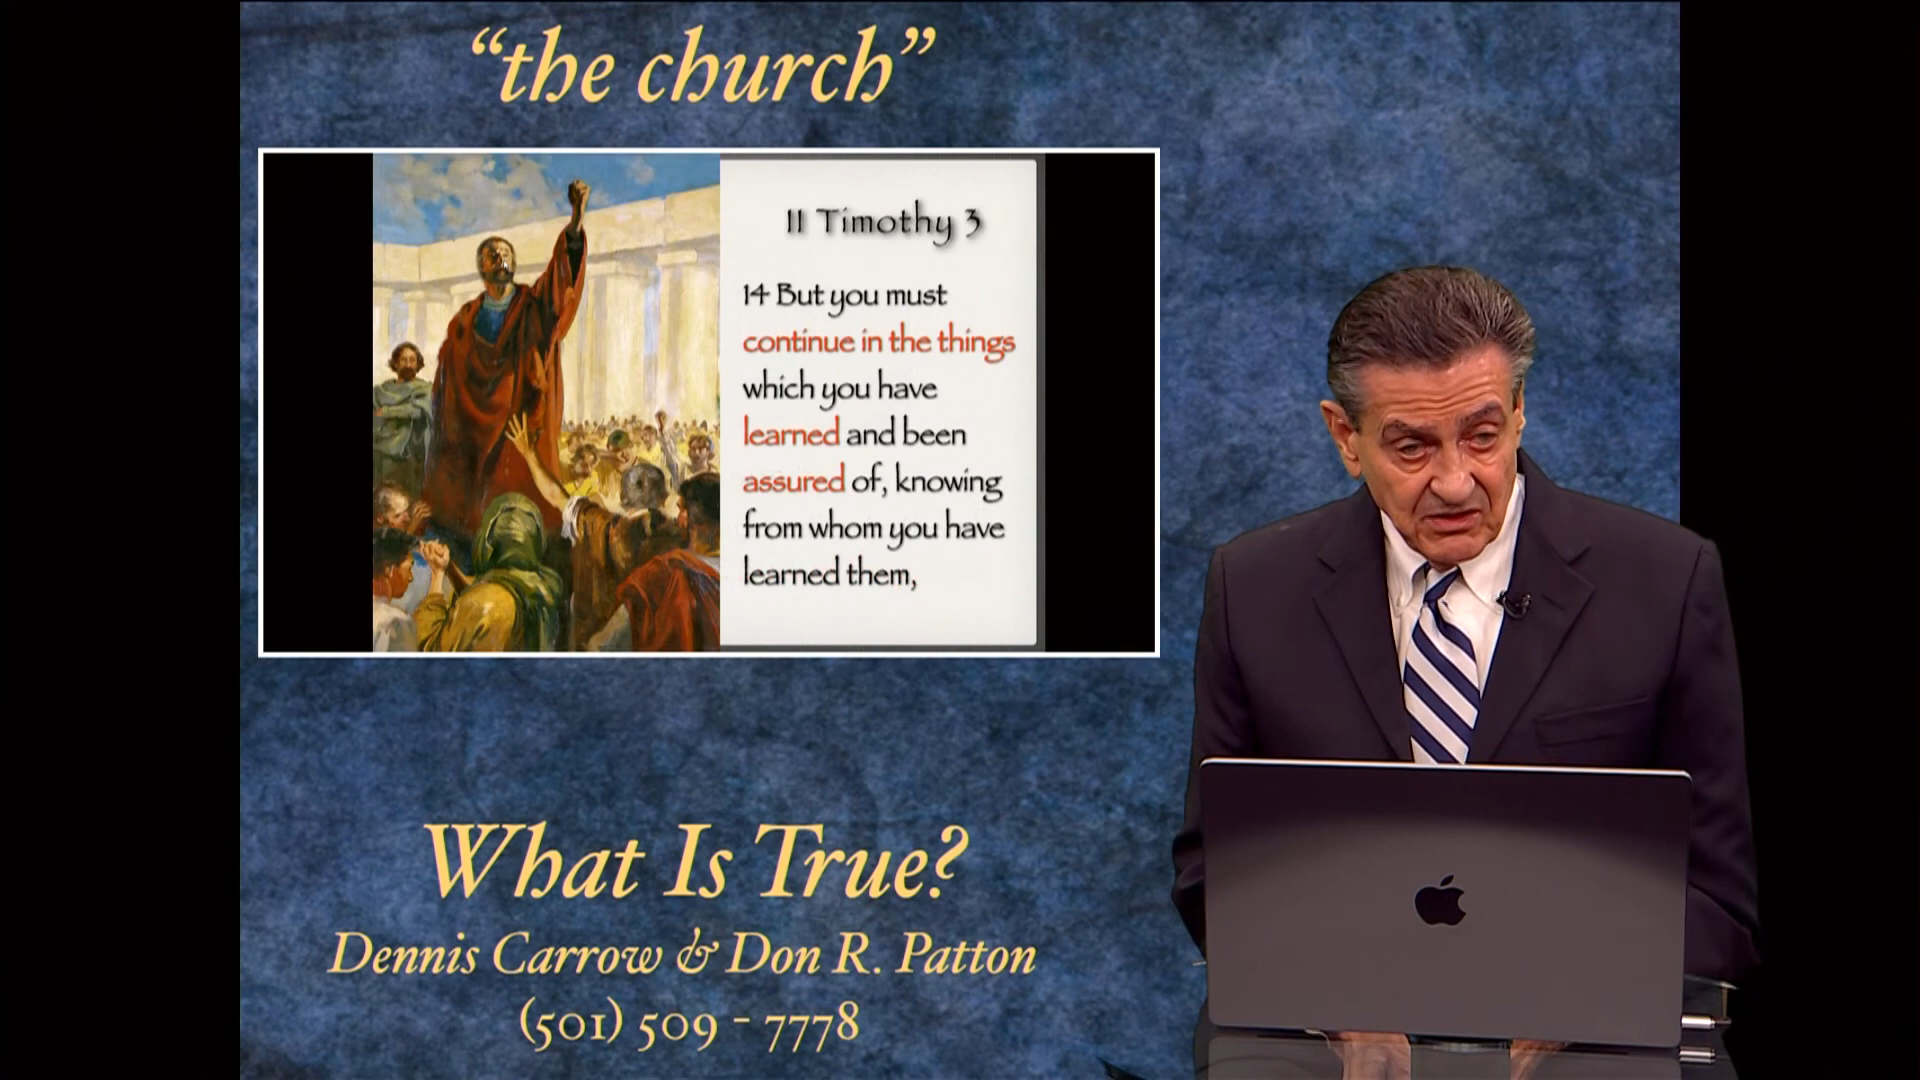 “the church”
II Timothy 3
14 But you must
continue in the things
which you have
learned and been
assured of, knowing
from whom you have
learned them,
What Is True?
Dennis Carrow & Don R. Patton
(501) 509 - 7778